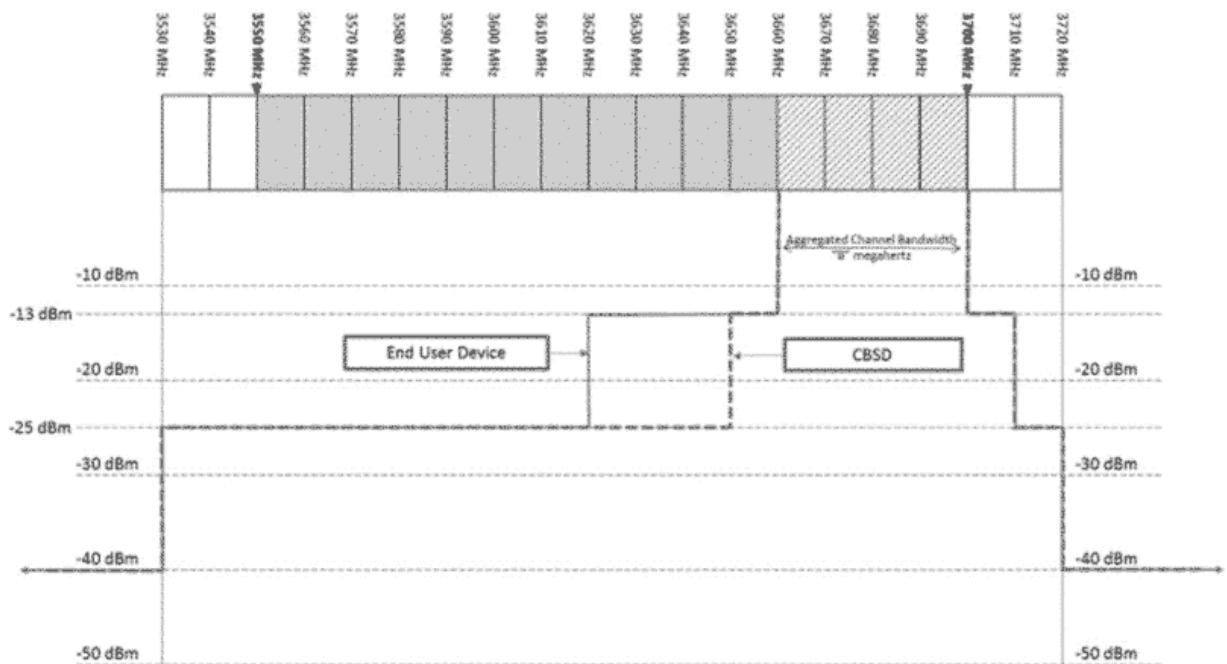 3530 MHz
3540 MHz
3550 MHz
3560 MHz
3570 MHz
3580 MHz
3590 MHz
3600 MHz
3610 MHz
3620 MHz
3630 MHz
3640 MHz
3650 MHz
3660 MHz
3670 MHz
3680 MHz
3690 MHz
3700 MHz
3710 MHz
3720 MHz
Aggregated Channel Bandwidth
"B" megahertz
-10 dBm
-10 dBm
-13 dBm
End User Device
CBSD
-20 dBm
-20 dBm
-25 dBm
-30 dBm
-30 dBm
-40 dBm
-40 dBm
-50 dBm
-50 dBm